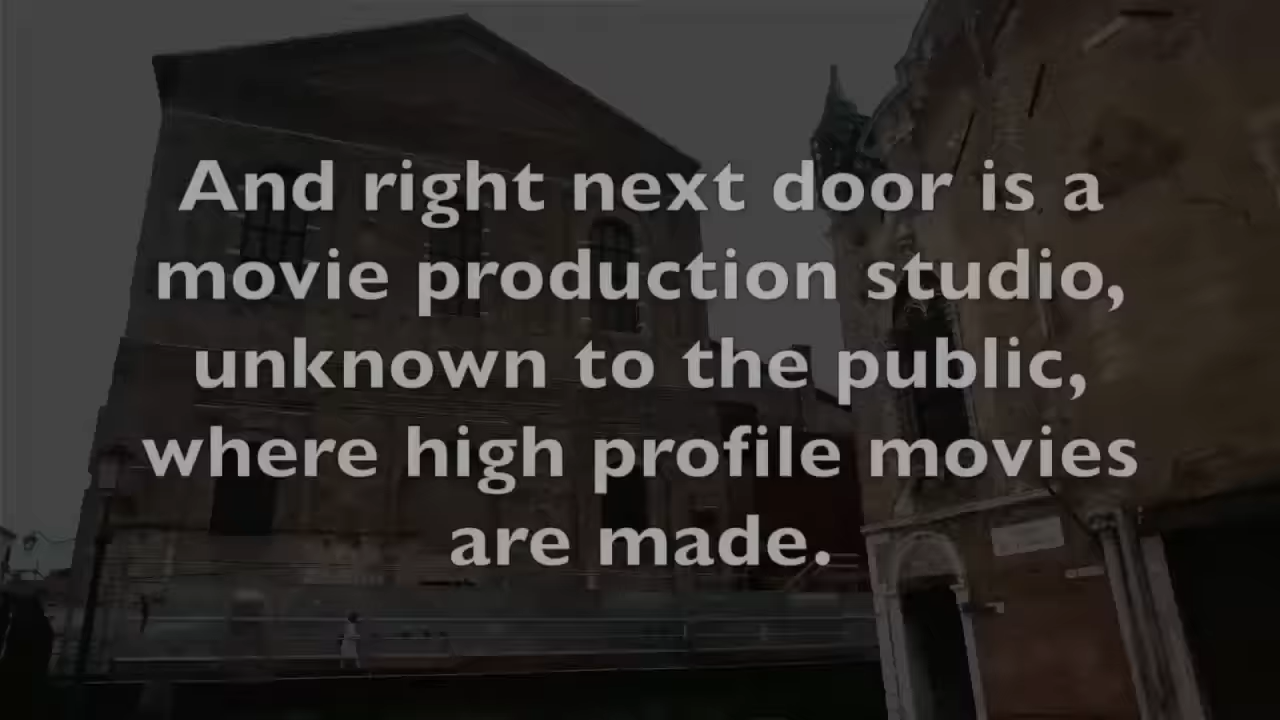 And right next door is a
movie production studio,
unknown to the public,
where high profile movies
are made.